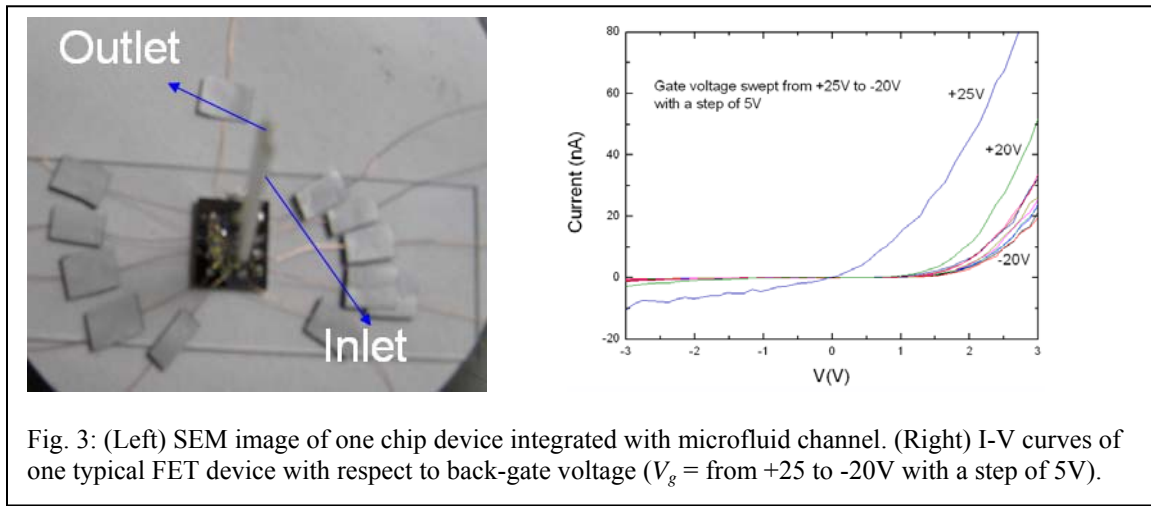 Outlet
Inlet
80
60
40
20
0
-20
Current (nA)
Gate voltage swept from +25V to -20V
with a step of 5V
+25V
+20V
-20V
-3
-2
-1
0
1
2
3
V(V)
Fig. 3: (Left) SEM image of one chip device integrated with microfluid channel. (Right) I-V curves of
one typical FET device with respect to back-gate voltage (Vg = from +25 to -20V with a step of 5V).